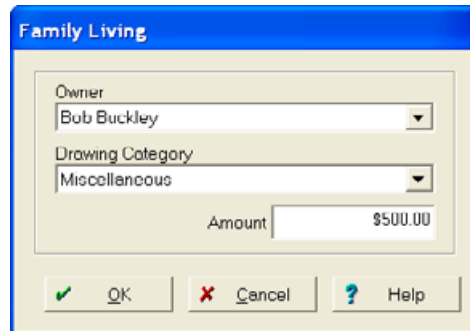 Family Living
Owner
Bob Buckley
Drawing Category
Miscellaneous
Amount $500.00
OK Cancel ? Help